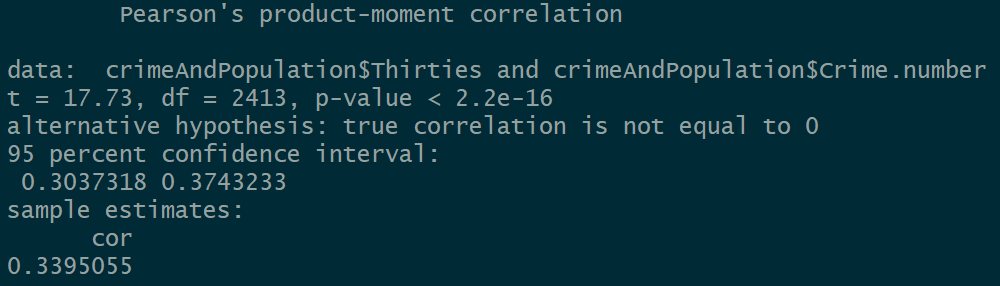 Pearson's product-moment correlation
data:  crimeAndPopulation$Thirties and crimeAndPopulation$Crime.number
t = 17.73, df = 2413, p-value < 2.2e-16
alternative hypothesis: true correlation is not equal to 0
95 percent confidence interval:
 0.3037318 0.3743233
sample estimates:
      cor
0.3395055